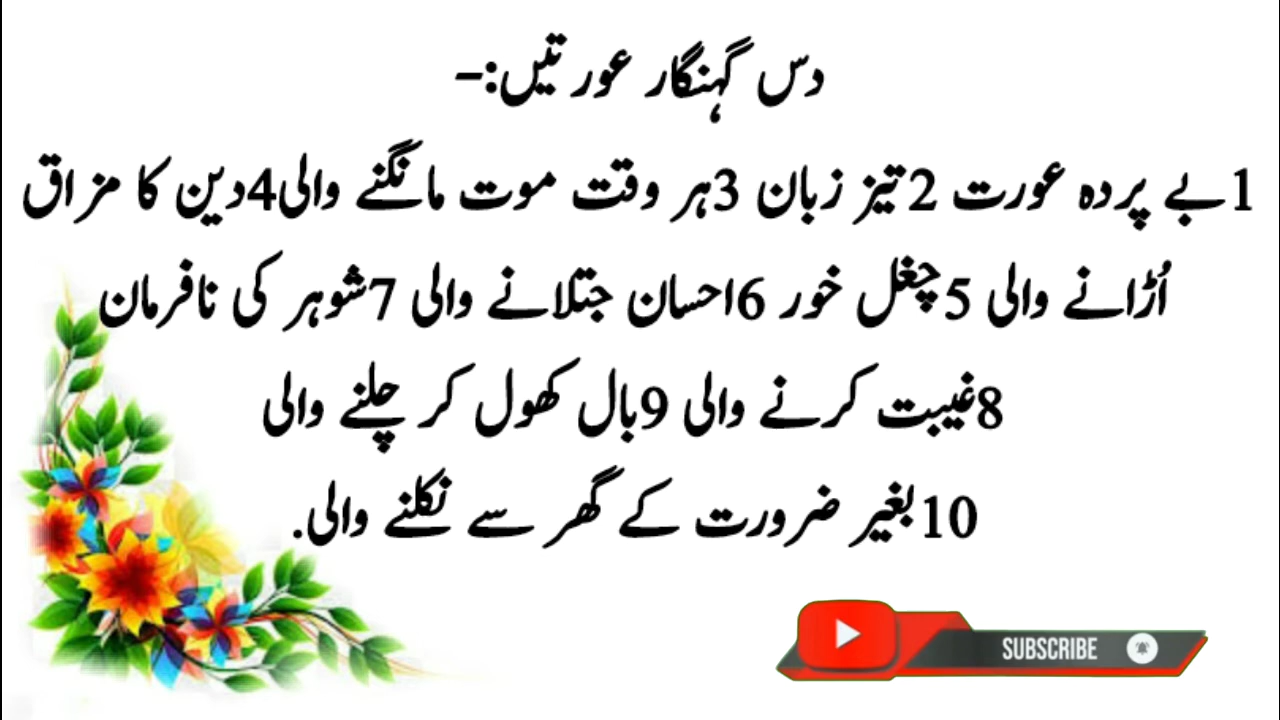 دس گہنگار عورتیں:-
1بے پردہ عورت 2تیز زبان 3ہر وقت موت مانگنے والی4دین کا مزاق
اُڑانے والی 5چغل خور 6احسان جتلانے والی 7شوہر کی نافرمان
8غیبت کرنے والی 9بال کھول کر چلنے والی
10بغیر ضرورت کے گھر سے نکلنے والی.
SUBSCRIBE